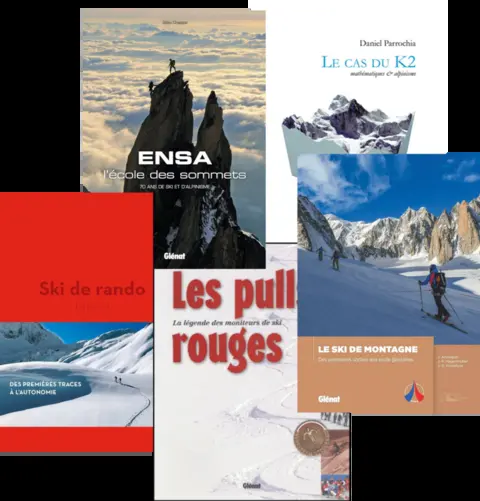 ENSA
l'école des sommets
70 ANS DE SKI ET D'ALPINISME
Glénat
Daniel Parrochia
LE CAS DU K2
mathématiques & alpinisme
Ski de rando
DES PREMIÈRES TRACES
À L'AUTONOMIE
Les pulls
La légende des moniteurs de ski
rouges
Glénat
LE SKI DE MONTAGNE
Glénat